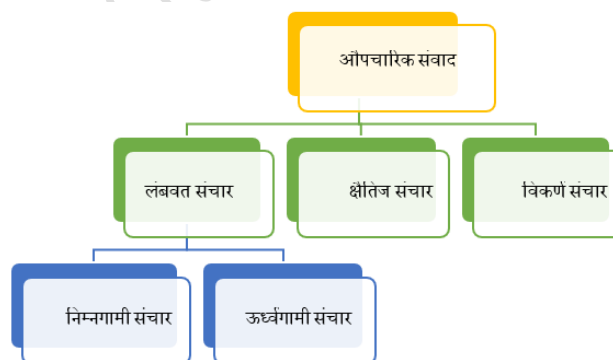 औपचारिक संवाद
लंबवत संचार
क्षैतिज संचार
विकर्ण संचार
निम्नगामी संचार
ऊर्ध्वगामी संचार